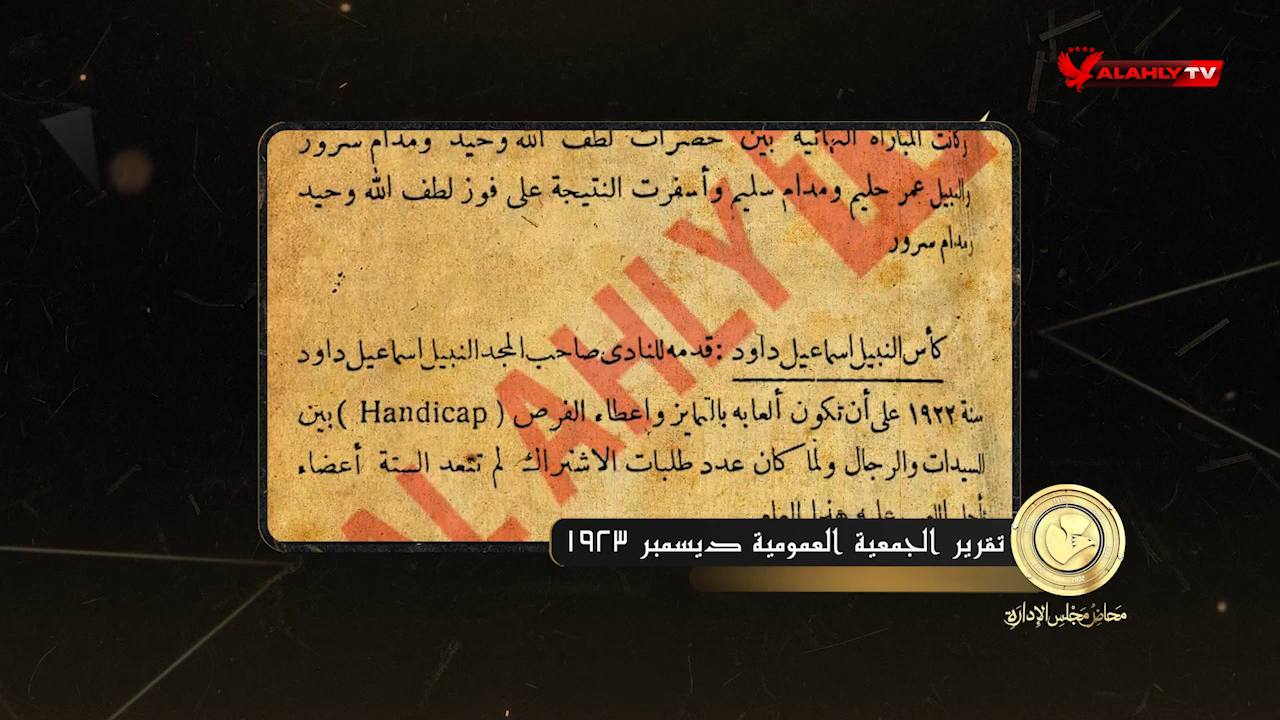 ALAHLY TV
وكانت المباراة النهائية بين حضرات لطف الله وحيد ومدام سرور
والنبيل عمر حليم ومدام سليم وأسفرت النتيجة على فوز لطف الله وحيد
ومدام سرور
كأس النبيل اسماعيل داود : قدمه للنادى صاحب المجد النبيل اسماعيل داود
سنة ١٩٢٢ على أن تكون ألعابه بالتمايز وإعطاء الفرص ( Handicap ) بين
السيدات والرجال ولما كان عدد طلبات الاشتراك لم تتعد الستة أعضاء
ALAHLY
تقرير الجمعية العمومية ديسمبر ١٩٢٣
محاضر مجلس الإدارة